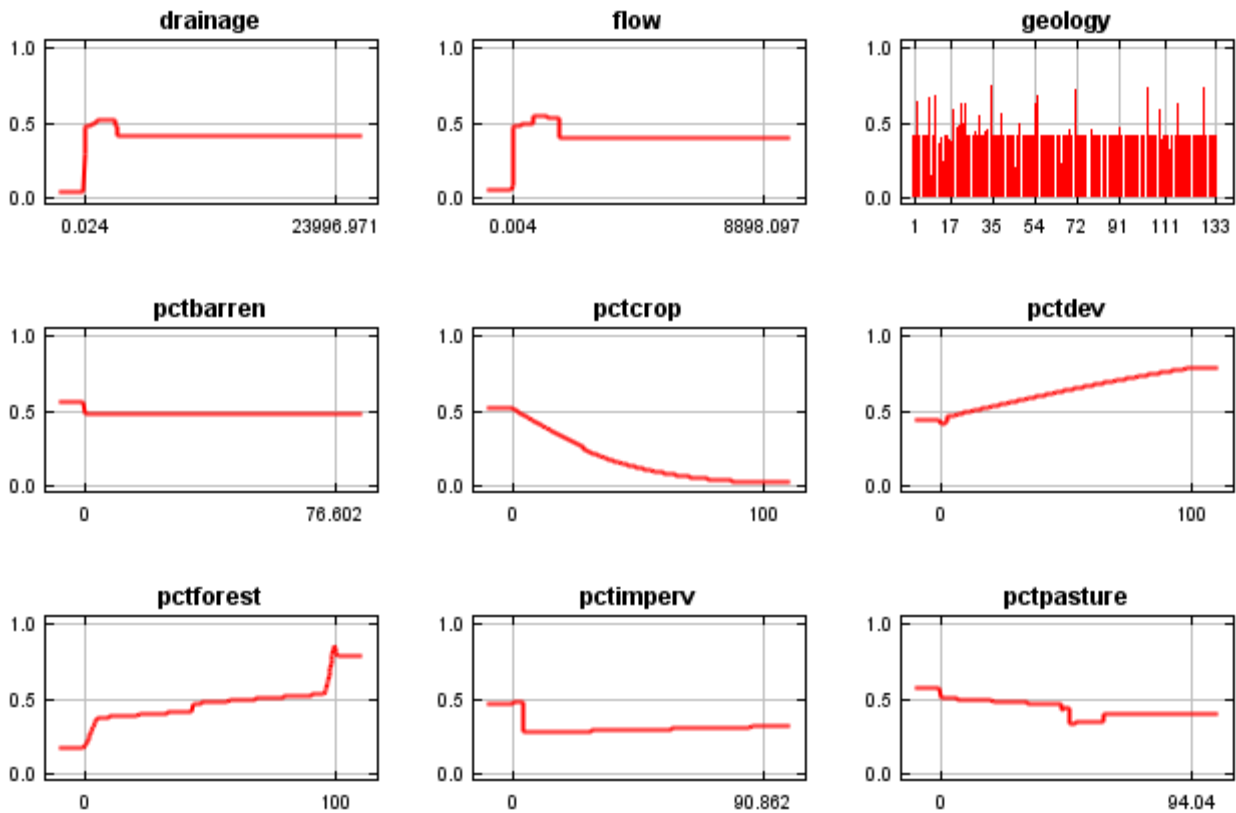 drainage flow geology
1.0 1.0 1.0
0.5 0.5 0.5
0.0 0.0 0.0
0.024 23996.971 0.004 8898.097 1 17 35 54 72 91 111 133
pctbarren pctcrop pctdev
1.0 1.0 1.0
0.5 0.5 0.5
0.0 0.0 0.0
0 76.602 0 100 0 100
pctforest pctimperv pctpasture
1.0 1.0 1.0
0.5 0.5 0.5
0.0 0.0 0.0
0 100 0 90.862 0 94.04